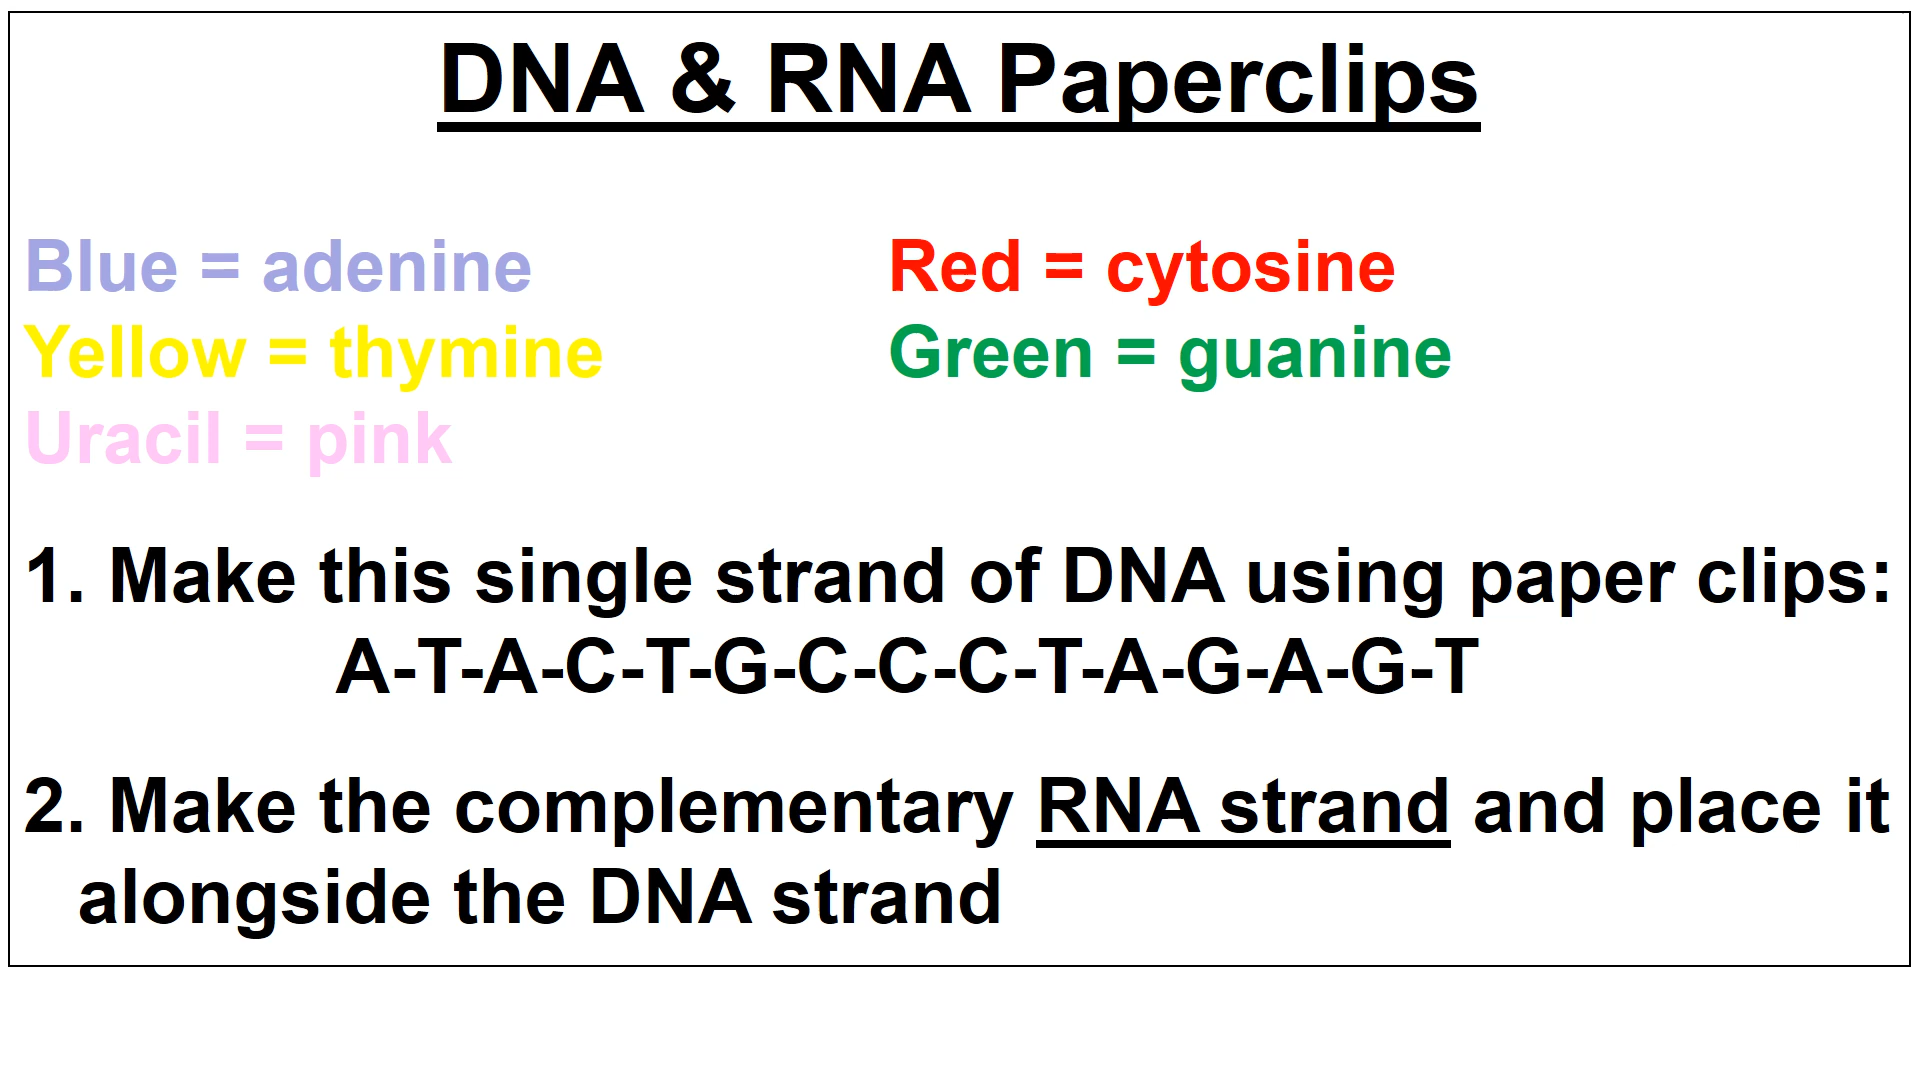 DNA & RNA Paperclips
Blue = adenine
Red = cytosine
Yellow = thymine
Green = guanine
Uracil = pink
1. Make this single strand of DNA using paper clips:
A-T-A-C-T-G-C-C-C-T-A-G-A-G-T
2. Make the complementary RNA strand and place it
alongside the DNA strand